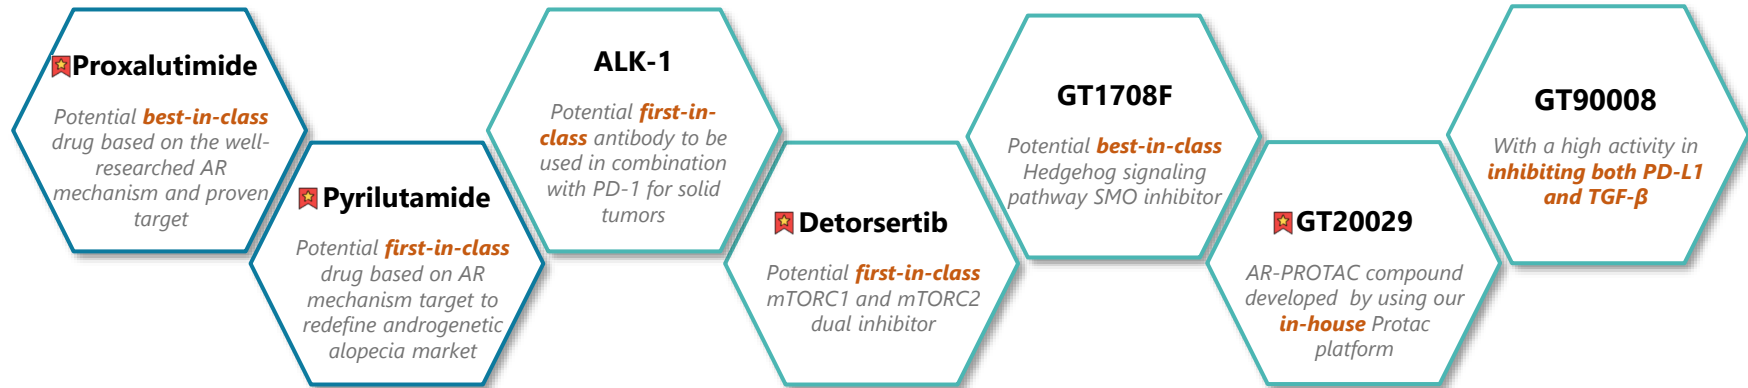 Proxalutimide
Potential best-in-class
drug based on the well-
researched AR
mechanism and proven
target
Pyrilutamide
Potential first-in-class
drug based on AR
mechanism target to
redefine androgenetic
alopecia market
ALK-1
Potential first-in-
class antibody to be
used in combination
with PD-1 for solid
tumors
Detorsertib
Potential first-in-class
mTORC1 and mTORC2
dual inhibitor
GT1708F
Potential best-in-class
Hedgehog signaling
pathway SMO inhibitor
GT20029
AR-PROTAC compound
developed by using our
in-house Protac
platform
GT90008
With a high activity in
inhibiting both PD-L1
and TGF-β